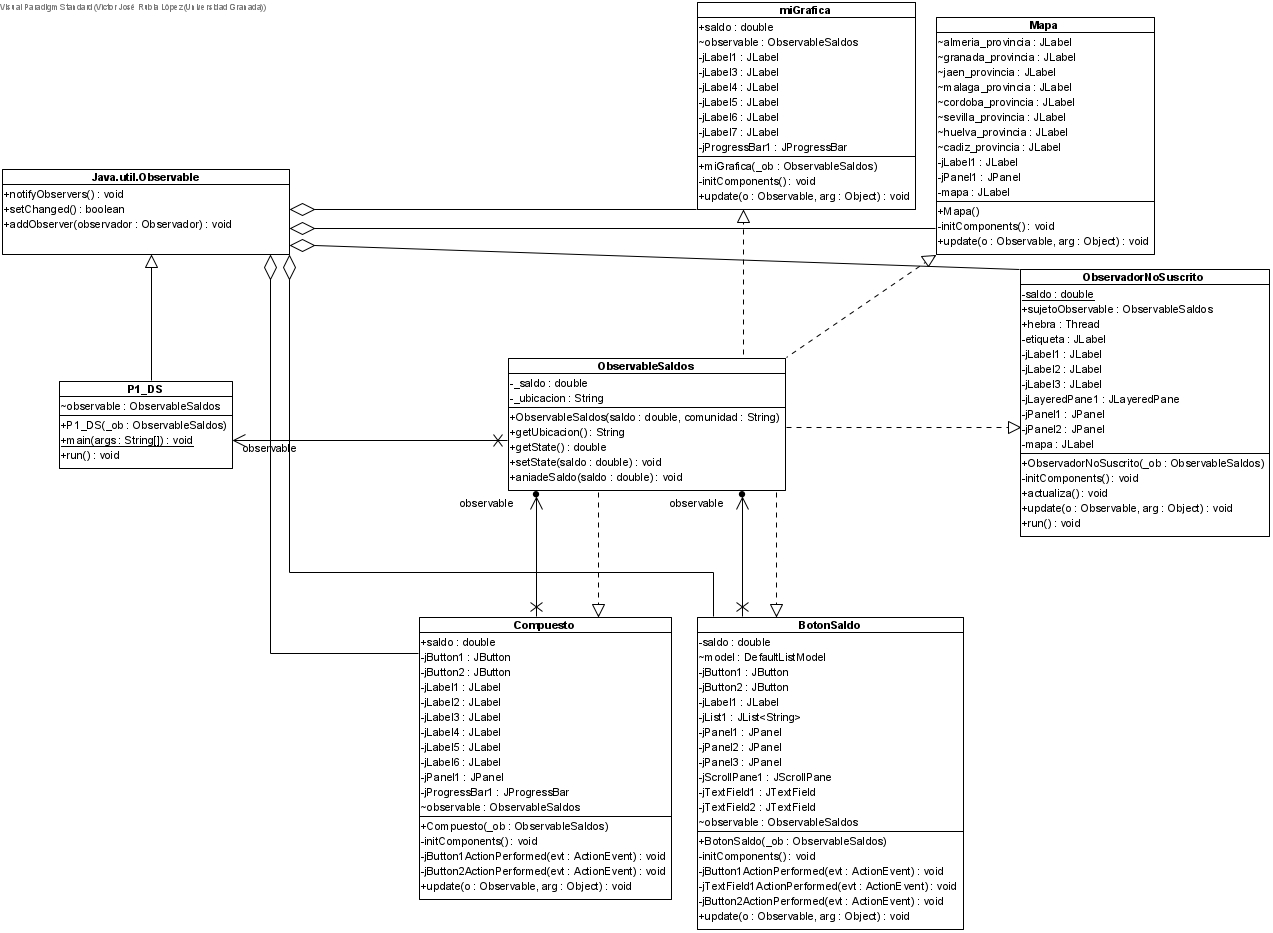 Visual Paradigm Standard(Víctor José Rubia López(Universidad Granada))
miGrafica
+saldo : double
~observable : ObservableSaldos
-jLabel1 : JLabel
-jLabel3 : JLabel
-jLabel4 : JLabel
-jLabel5 : JLabel
-jLabel6 : JLabel
-jLabel7 : JLabel
-jProgressBar1 : JProgressBar
+miGrafica(_ob : ObservableSaldos)
-initComponents() : void
+update(o : Observable, arg : Object) : void
Mapa
~almeria_provincia : JLabel
~granada_provincia : JLabel
~jaen_provincia : JLabel
~malaga_provincia : JLabel
~cordoba_provincia : JLabel
~sevilla_provincia : JLabel
~huelva_provincia : JLabel
~cadiz_provincia : JLabel
-jLabel1 : JLabel
-jPanel1 : JPanel
-mapa : JLabel
+Mapa()
-initComponents() : void
+update(o : Observable, arg : Object) : void
Java.util.Observable
+notifyObservers() : void
+setChanged() : boolean
+addObserver(observador : Observador) : void
ObservadorNoSuscrito
-saldo : double
+sujetoObservable : ObservableSaldos
+hebra : Thread
-etiqueta : JLabel
-jLabel1 : JLabel
-jLabel2 : JLabel
-jLabel3 : JLabel
-jLayeredPane1 : JLayeredPane
-jPanel1 : JPanel
-jPanel2 : JPanel
-mapa : JLabel
+ObservadorNoSuscrito(_ob : ObservableSaldos)
-initComponents() : void
+actualiza() : void
+update(o : Observable, arg : Object) : void
+run() : void
P1_DS
~observable : ObservableSaldos
+P1_DS(_ob : ObservableSaldos)
+main(args : String[]) : void
+run() : void
observable
ObservableSaldos
-_saldo : double
-_ubicacion : String
+ObservableSaldos(saldo : double, comunidad : String)
+getUbicacion() : String
+getState() : double
+setState(saldo : double) : void
+aniadeSaldo(saldo : double) : void
observable
observable
Compuesto
+saldo : double
-jButton1 : JButton
-jButton2 : JButton
-jLabel1 : JLabel
-jLabel2 : JLabel
-jLabel3 : JLabel
-jLabel4 : JLabel
-jLabel5 : JLabel
-jLabel6 : JLabel
-jPanel1 : JPanel
-jProgressBar1 : JProgressBar
~observable : ObservableSaldos
+Compuesto(_ob : ObservableSaldos)
-initComponents() : void
-jButton1ActionPerformed(evt : ActionEvent) : void
-jButton2ActionPerformed(evt : ActionEvent) : void
+update(o : Observable, arg : Object) : void
BotonSaldo
-saldo : double
~model : DefaultListModel
-jButton1 : JButton
-jButton2 : JButton
-jLabel1 : JLabel
-jList1 : JList<String>
-jPanel1 : JPanel
-jPanel2 : JPanel
-jPanel3 : JPanel
-jScrollPane1 : JScrollPane
-jTextField1 : JTextField
-jTextField2 : JTextField
~observable : ObservableSaldos
+BotonSaldo(_ob : ObservableSaldos)
-initComponents() : void
-jButton1ActionPerformed(evt : ActionEvent) : void
-jTextField1ActionPerformed(evt : ActionEvent) : void
-jButton2ActionPerformed(evt : ActionEvent) : void
+update(o : Observable, arg : Object) : void